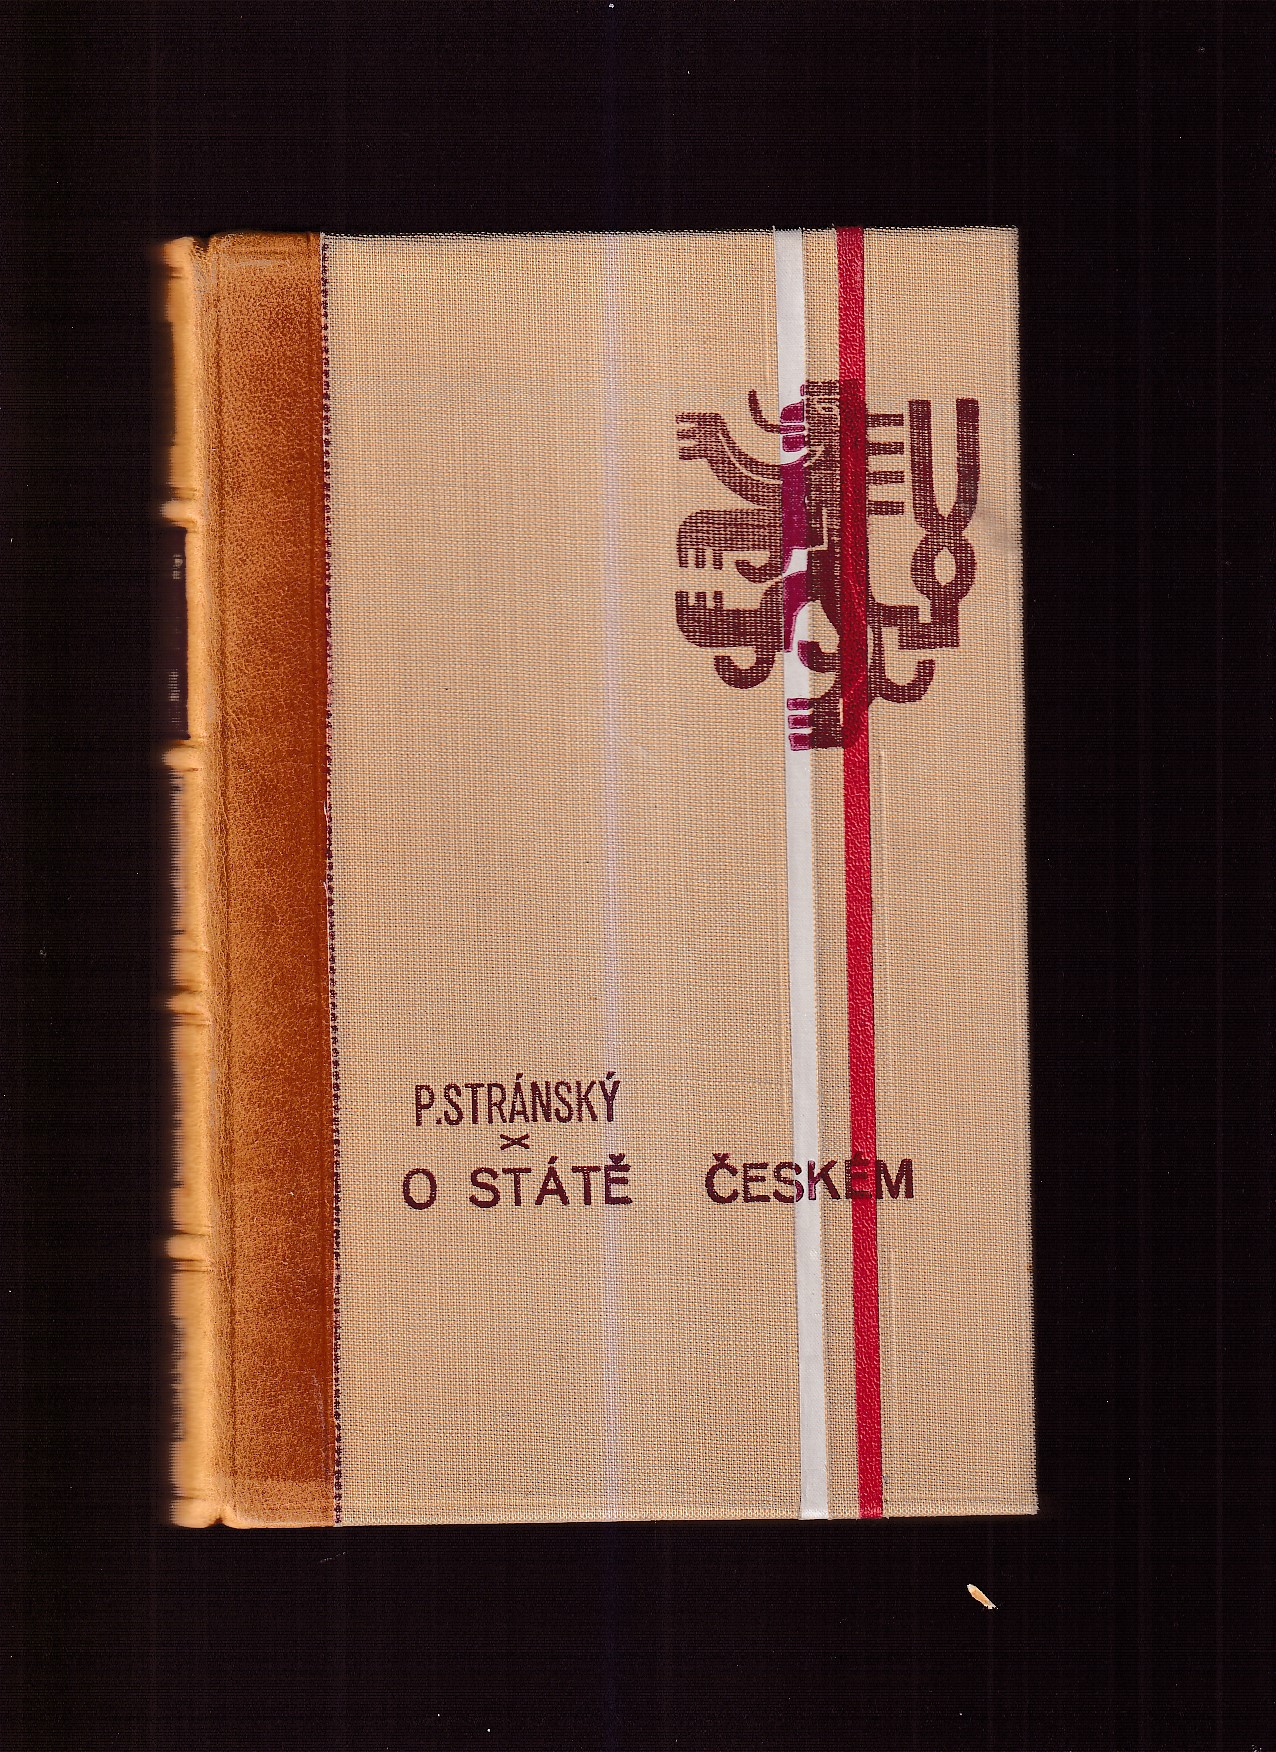 P.STRÁNSKÝ
×
O STÁTĚ ČESKÉM